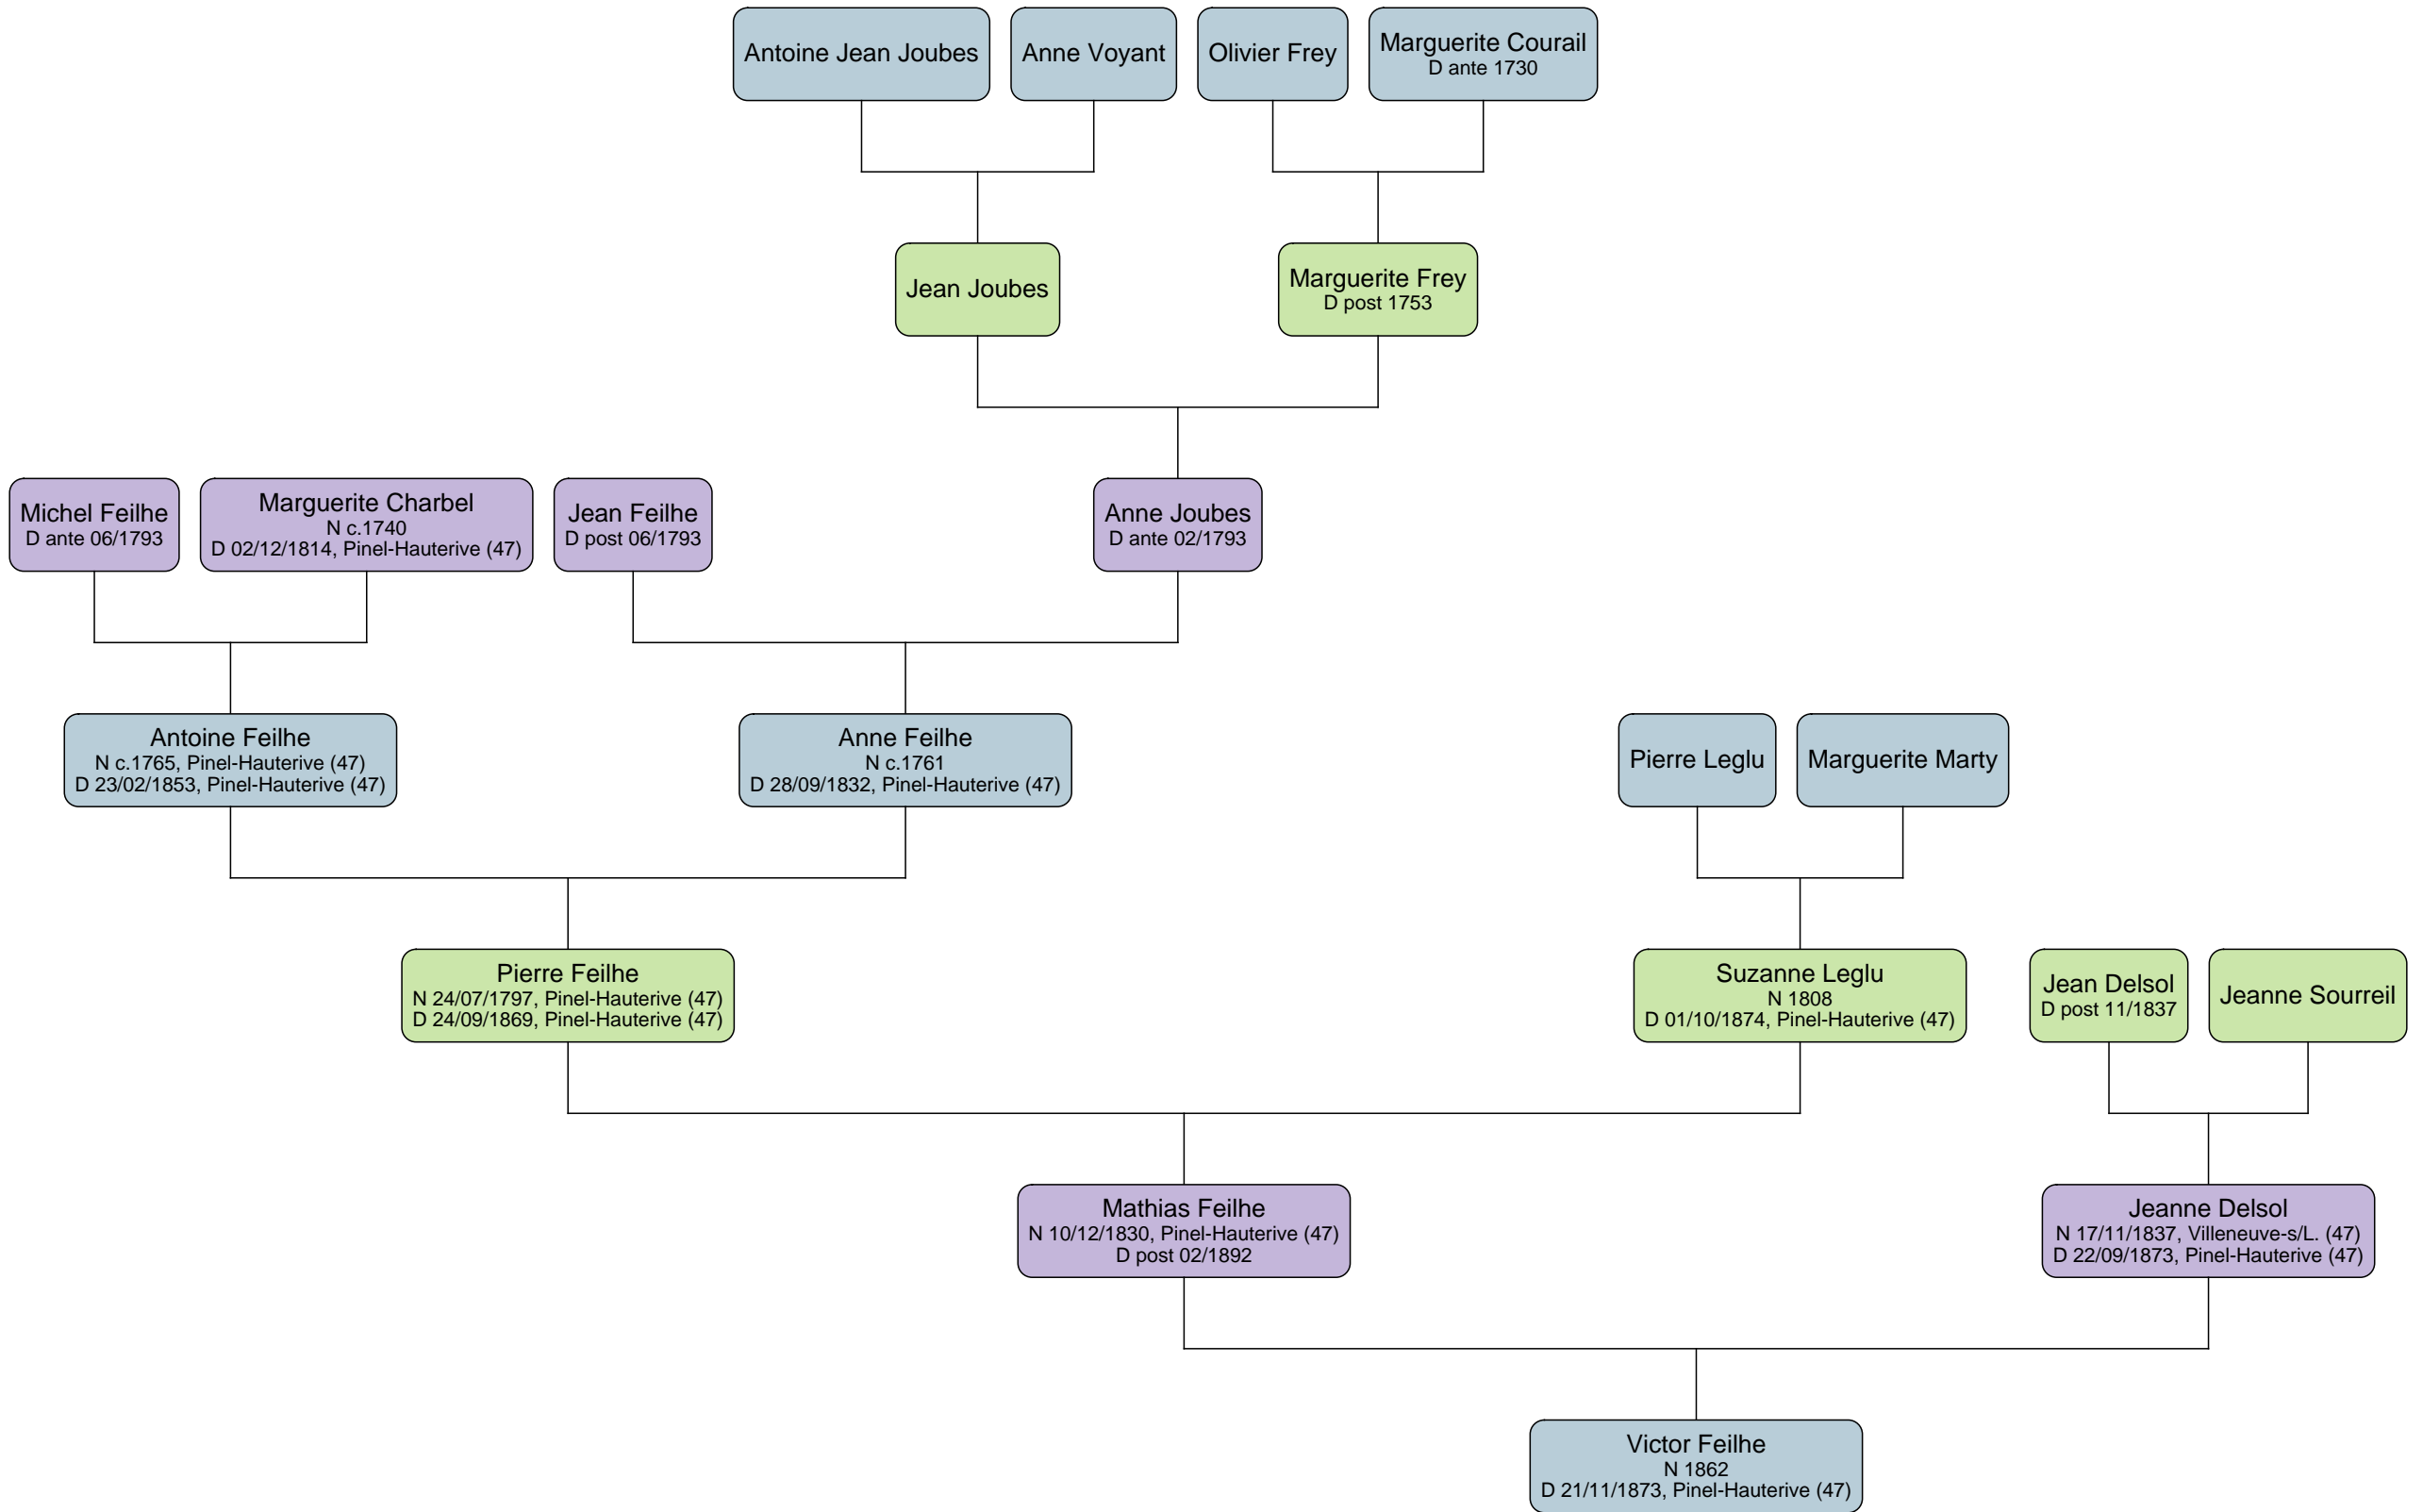 Antoine Jean Joubes
Anne Voyant
Olivier Frey
Marguerite Courail
D ante 1730
Jean Joubes
Marguerite Frey
D post 1753
Michel Feilhe
D ante 06/1793
Marguerite Charbel
N c.1740
D 02/12/1814, Pinel-Hauterive (47)
Jean Feilhe
D post 06/1793
Anne Joubes
D ante 02/1793
Antoine Feilhe
N c.1765, Pinel-Hauterive (47)
D 23/02/1853, Pinel-Hauterive (47)
Anne Feilhe
N c.1761
D 28/09/1832, Pinel-Hauterive (47)
Pierre Leglu
Marguerite Marty
Pierre Feilhe
N 24/07/1797, Pinel-Hauterive (47)
D 24/09/1869, Pinel-Hauterive (47)
Suzanne Leglu
N 1808
D 01/10/1874, Pinel-Hauterive (47)
Jean Delsol
D post 11/1837
Jeanne Sourreil
Mathias Feilhe
N 10/12/1830, Pinel-Hauterive (47)
D post 02/1892
Jeanne Delsol
N 17/11/1837, Villeneuve-s/L. (47)
D 22/09/1873, Pinel-Hauterive (47)
Victor Feilhe
N 1862
D 21/11/1873, Pinel-Hauterive (47)